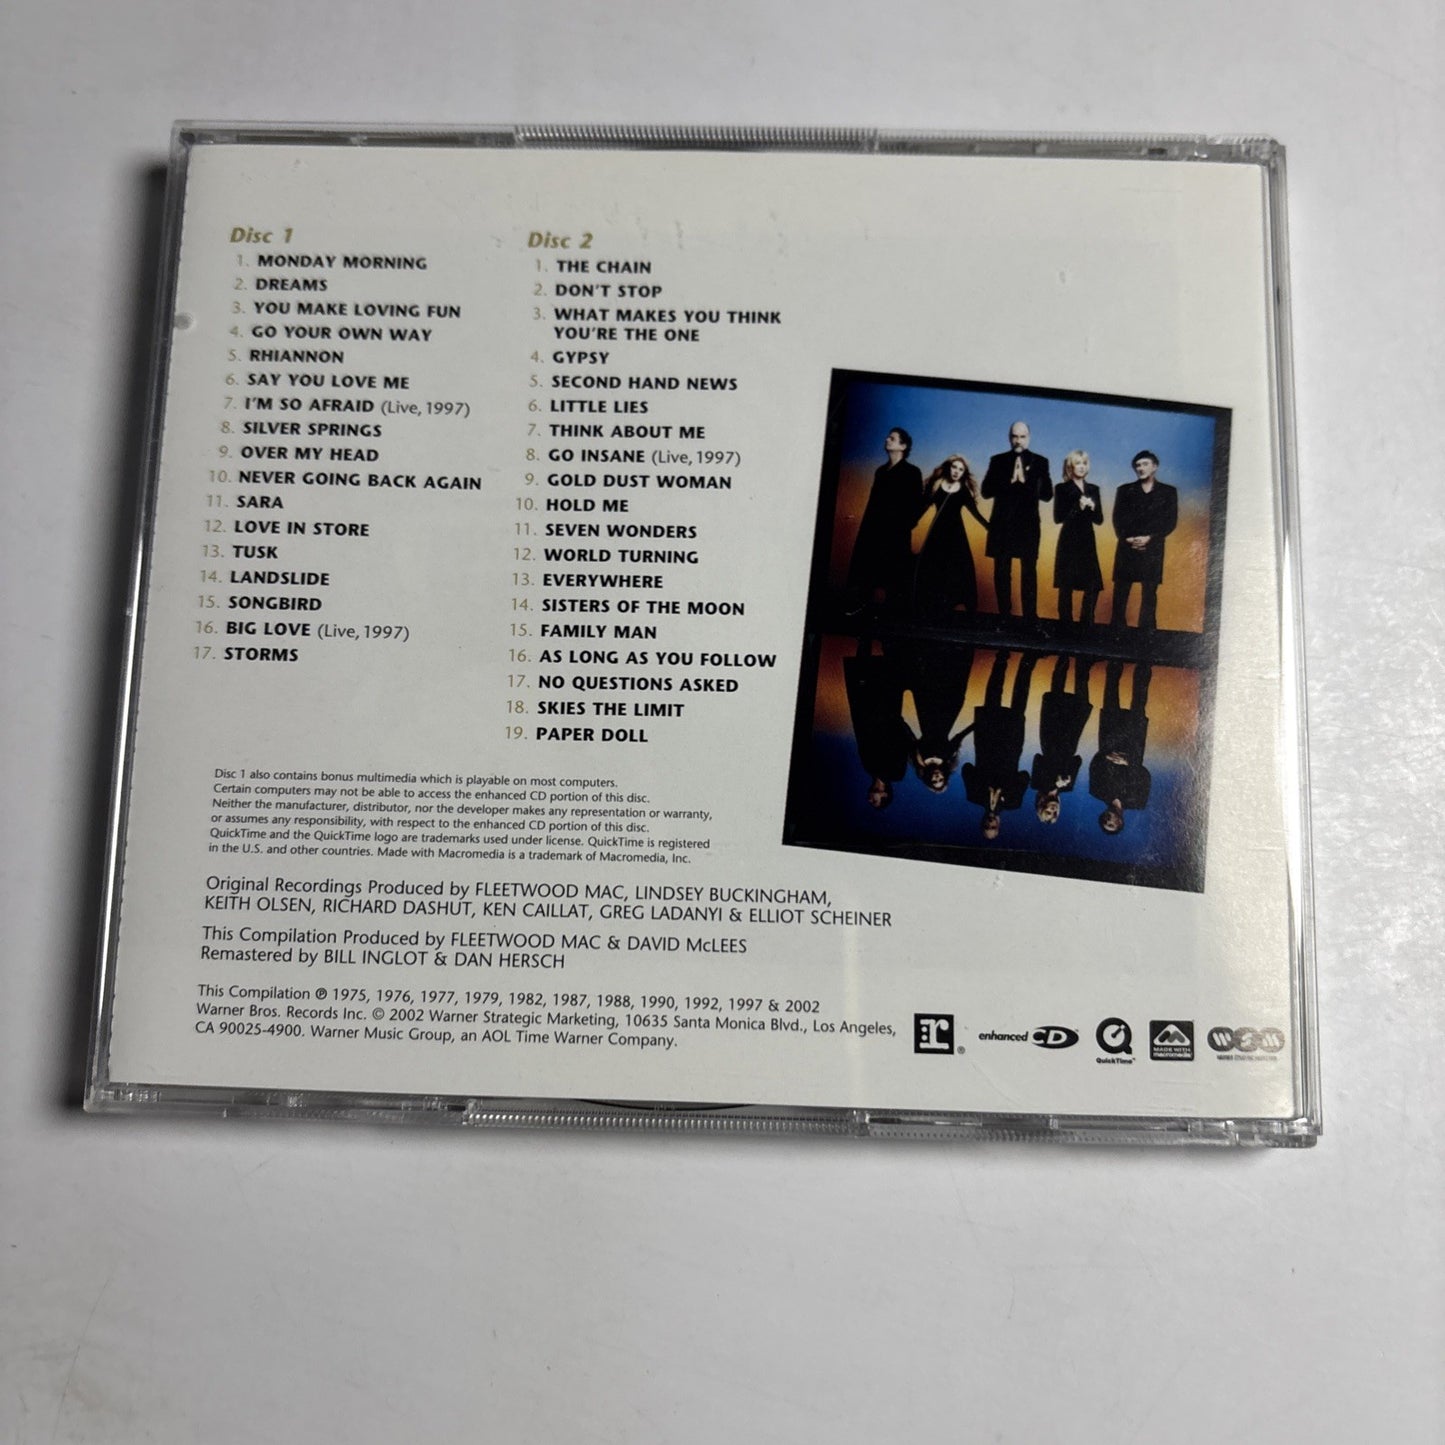 Disc 1
1. MONDAY MORNING
2. DREAMS
3. YOU MAKE LOVING FUN
4. GO YOUR OWN WAY
5. RHIANNON
6. SAY YOU LOVE ME
7. I'M SO AFRAID (Live, 1997)
8. SILVER SPRINGS
9. OVER MY HEAD
10. NEVER GOING BACK AGAIN
11. SARA
12. LOVE IN STORE
13. TUSK
14. LANDSLIDE
15. SONGBIRD
16. BIG LOVE (Live, 1997)
17. STORMS
Disc 2
1. THE CHAIN
2. DON'T STOP
3. WHAT MAKES YOU THINK
YOU'RE THE ONE
4. GYPSY
5. SECOND HAND NEWS
6. LITTLE LIES
7. THINK ABOUT ME
8. GO INSANE (Live, 1997)
9. GOLD DUST WOMAN
10. HOLD ME
11. SEVEN WONDERS
12. WORLD TURNING
13. EVERYWHERE
14. SISTERS OF THE MOON
15. FAMILY MAN
16. AS LONG AS YOU FOLLOW
17. NO QUESTIONS ASKED
18. SKIES THE LIMIT
19. PAPER DOLL
Disc 1 also contains bonus multimedia which is playable on most computers.
Certain computers may not be able to access the enhanced CD portion of this disc.
Neither the manufacturer, distributor, nor the developer makes any representation or warranty,
or assumes any responsibility, with respect to the enhanced CD portion of this disc.
QuickTime and the QuickTime logo are trademarks used under license. QuickTime is registered
in the U.S. and other countries. Made with Macromedia is a trademark of Macromedia, Inc.
Original Recordings Produced by FLEETWOOD MAC, LINDSEY BUCKINGHAM,
KEITH OLSEN, RICHARD DASHUT, KEN CAILLAT, GREG LADANYI & ELLIOT SCHEINER
This Compilation Produced by FLEETWOOD MAC & DAVID McLEES
Remastered by BILL INGLOT & DAN HERSCH
This Compilation ℗ 1975, 1976, 1977, 1979, 1982, 1987, 1988, 1990, 1992, 1997 & 2002
Warner Bros. Records Inc. © 2002 Warner Strategic Marketing, 10635 Santa Monica Blvd., Los Angeles,
CA 90025-4900. Warner Music Group, an AOL Time Warner Company.
r ®
enhanced CD
QuickTime™
MADE WITH
macromedia
WSM